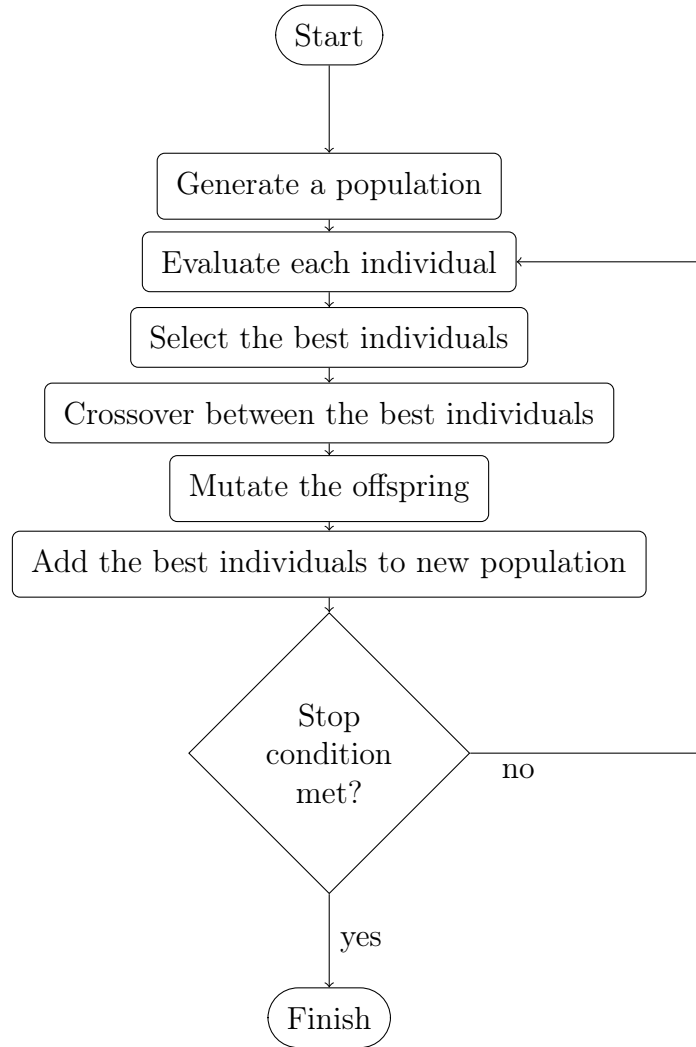 Start
Generate a population
Evaluate each individual
Select the best individuals
Crossover between the best individuals
Mutate the offspring
Add the best individuals to new population
Stop
condition
met?
no
yes
Finish